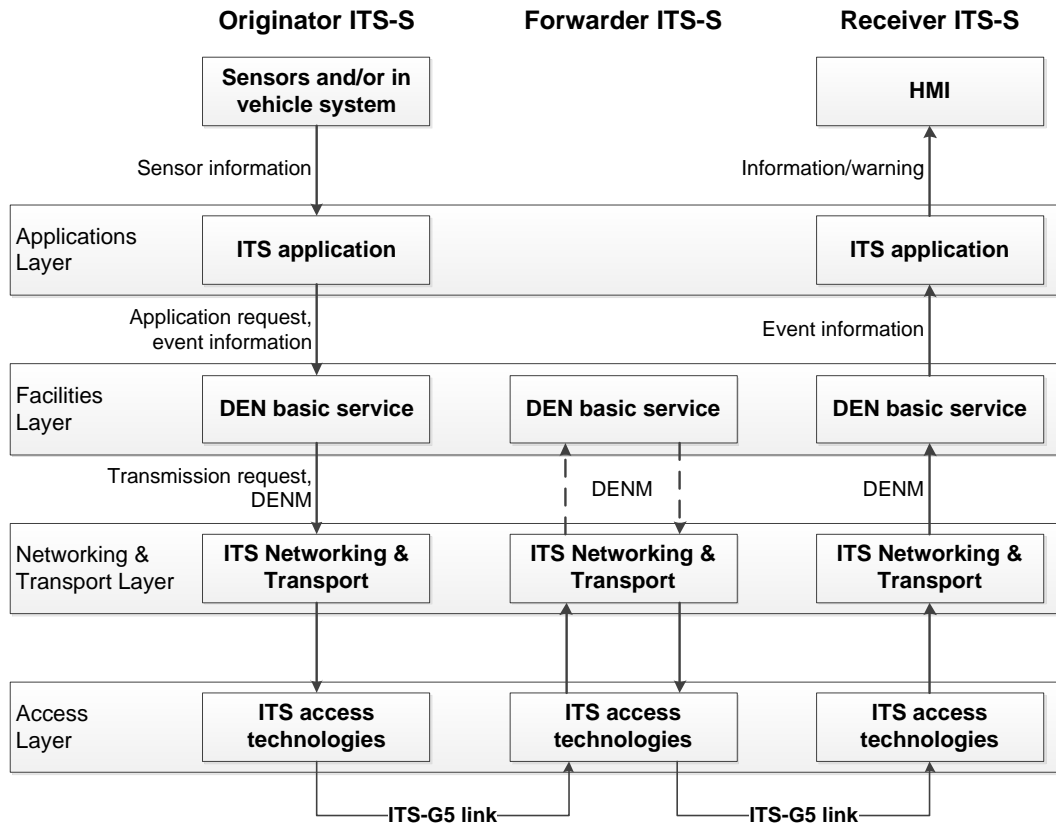 Originator ITS-S
Forwarder ITS-S
Receiver ITS-S
Sensors and/or in
vehicle system
HMI
Sensor information
Information/warning
Applications
Layer
ITS application
ITS application
Application request,
event information
Event information
Facilities
Layer
DEN basic service
DEN basic service
DEN basic service
Transmission request,
DENM
DENM
DENM
Networking &
Transport Layer
ITS Networking &
Transport
ITS Networking &
Transport
ITS Networking &
Transport
Access
Layer
ITS access
technologies
ITS access
technologies
ITS access
technologies
ITS-G5 link
ITS-G5 link